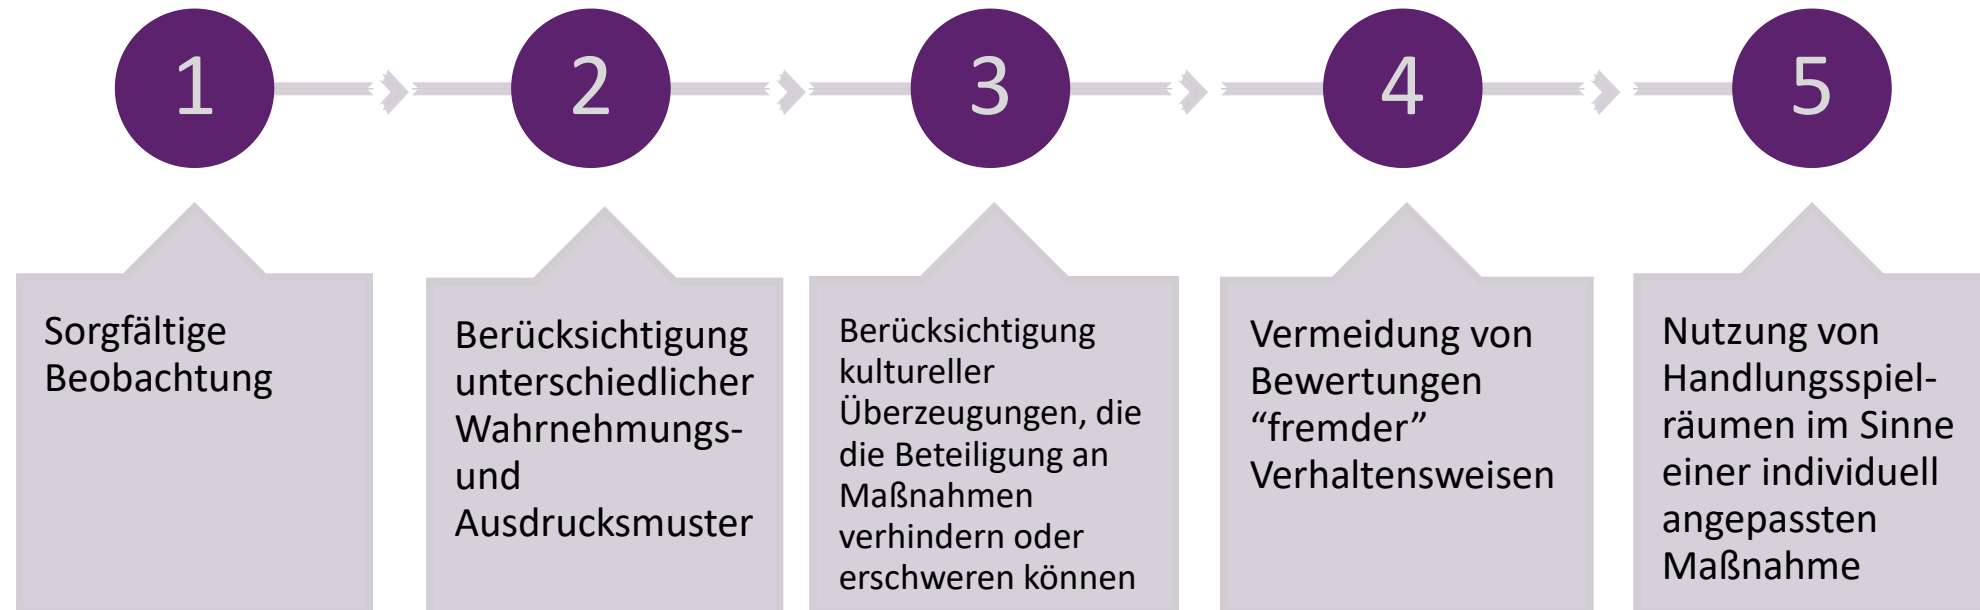 1
2
3
4
5
Sorgfältige
Beobachtung
Berücksichtigung
unterschiedlicher
Wahrnehmungs-
und
Ausdrucksmuster
Berücksichtigung
kultureller
Überzeugungen, die
die Beteiligung an
Maßnahmen
verhindern oder
erschweren können
Vermeidung von
Bewertungen
“fremder”
Verhaltensweisen
Nutzung von
Handlungsspiel-
räumen im Sinne
einer individuell
angepassten
Maßnahme